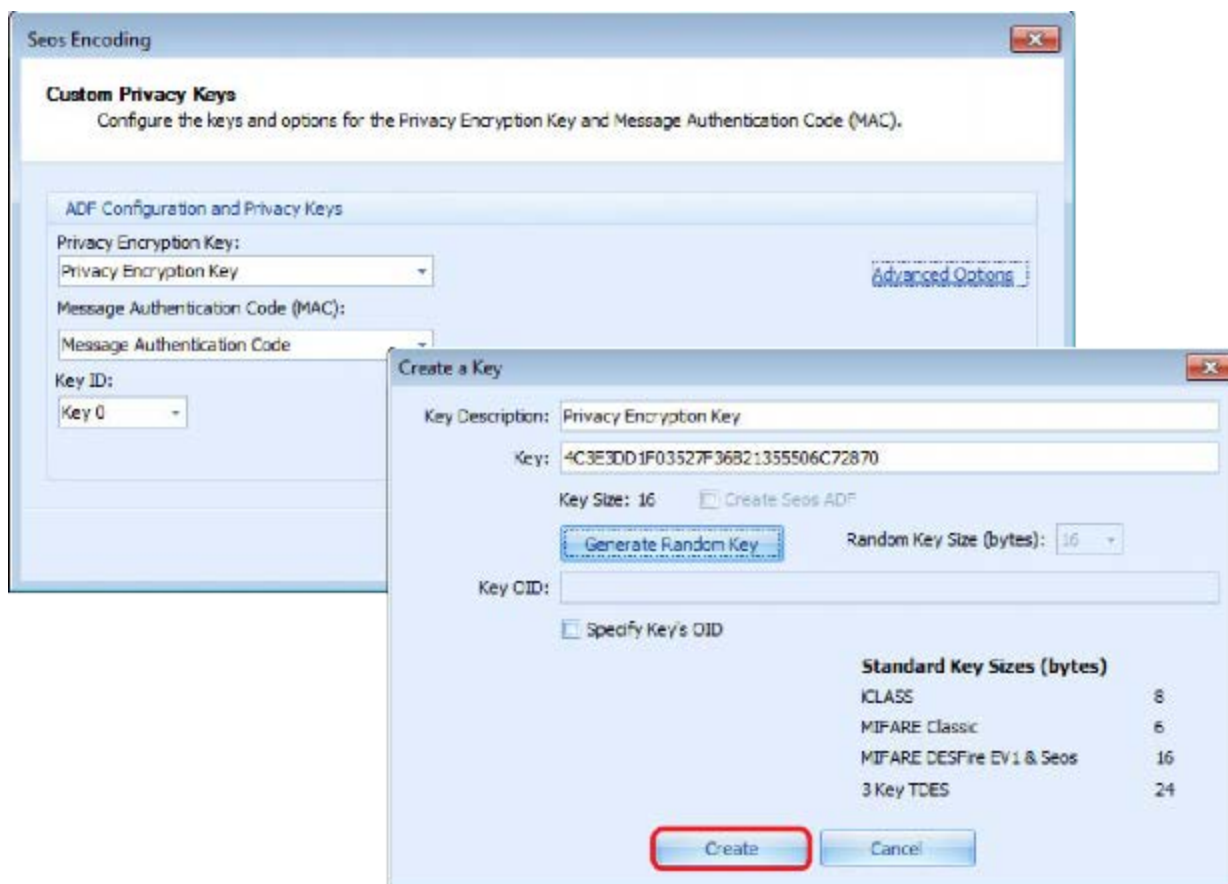 Seos Encoding
Custom Privacy Keys
Configure the keys and options for the Privacy Encryption Key and Message Authentication Code (MAC).
ADF Configuration and Privacy Keys
Privacy Encryption Key:
Privacy Encryption Key
Advanced Options
Message Authentication Code (MAC):
Message Authentication Code
Key ID:
Key 0
Create a Key
Key Description: Privacy Encryption Key
Key: 4C3E3DD1F03527F36B21355506C72870
Key Size: 16 Create Seos ADF
Generate Random Key Random Key Size (bytes): 16
Key OID:
Specify Key's OID
Standard Key Sizes (bytes)
iCLASS 8
MIFARE Classic 6
MIFARE DESFire EV1 & Seos 16
3 Key TDES 24
Create Cancel